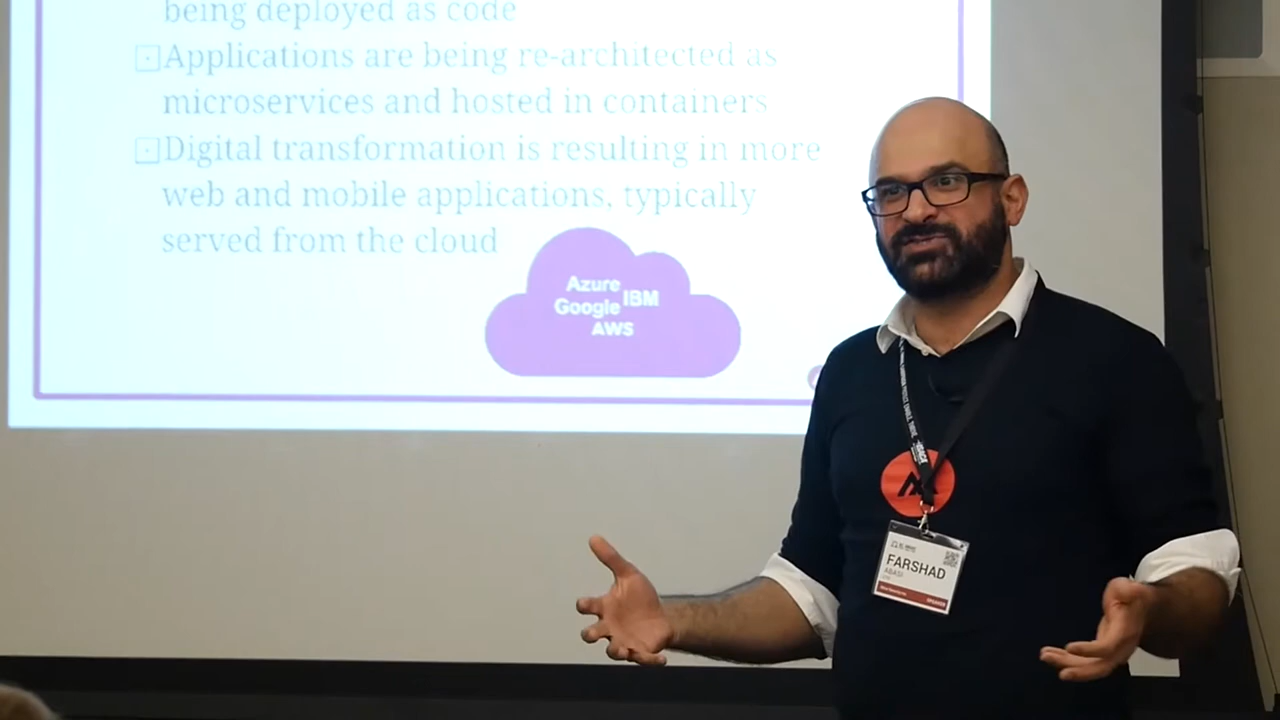 being deployed as code
Applications are being re-architected as
microservices and hosted in containers
Digital transformation is resulting in more
web and mobile applications, typically
served from the cloud
Azure
IBM
Google
AWS
FARSHAD
ABASI
SPEAKER